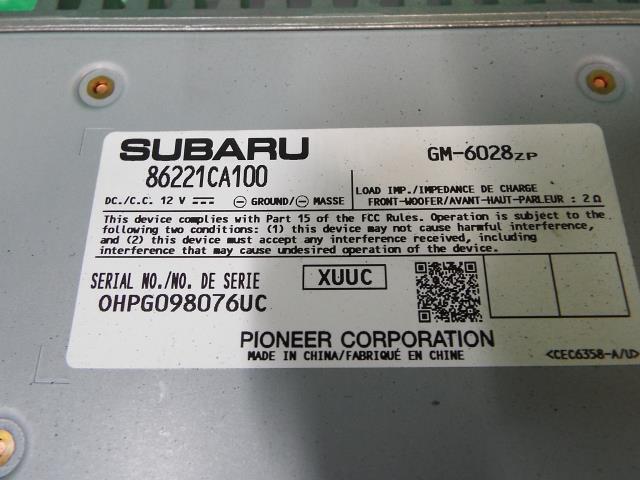 SUBARU
GM-6028ZP
86221CA100
DC./C.C. 12 V ⎓ ⊖ GROUND/⊖ MASSE
LOAD IMP./IMPEDANCE DE CHARGE
FRONT-WOOFER/AVANT-HAUT-PARLEUR : 2 Ω
This device complies with Part 15 of the FCC Rules. Operation is subject to the
following two conditions: (1) this device may not cause harmful interference,
and (2) this device must accept any interference received, including
interference that may cause undesired operation of the device.
SERIAL NO./NO. DE SERIE
XUUC
OHPG098076UC
PIONEER CORPORATION
MADE IN CHINA/FABRIQUÉ EN CHINE
<CEC6358-A/U>